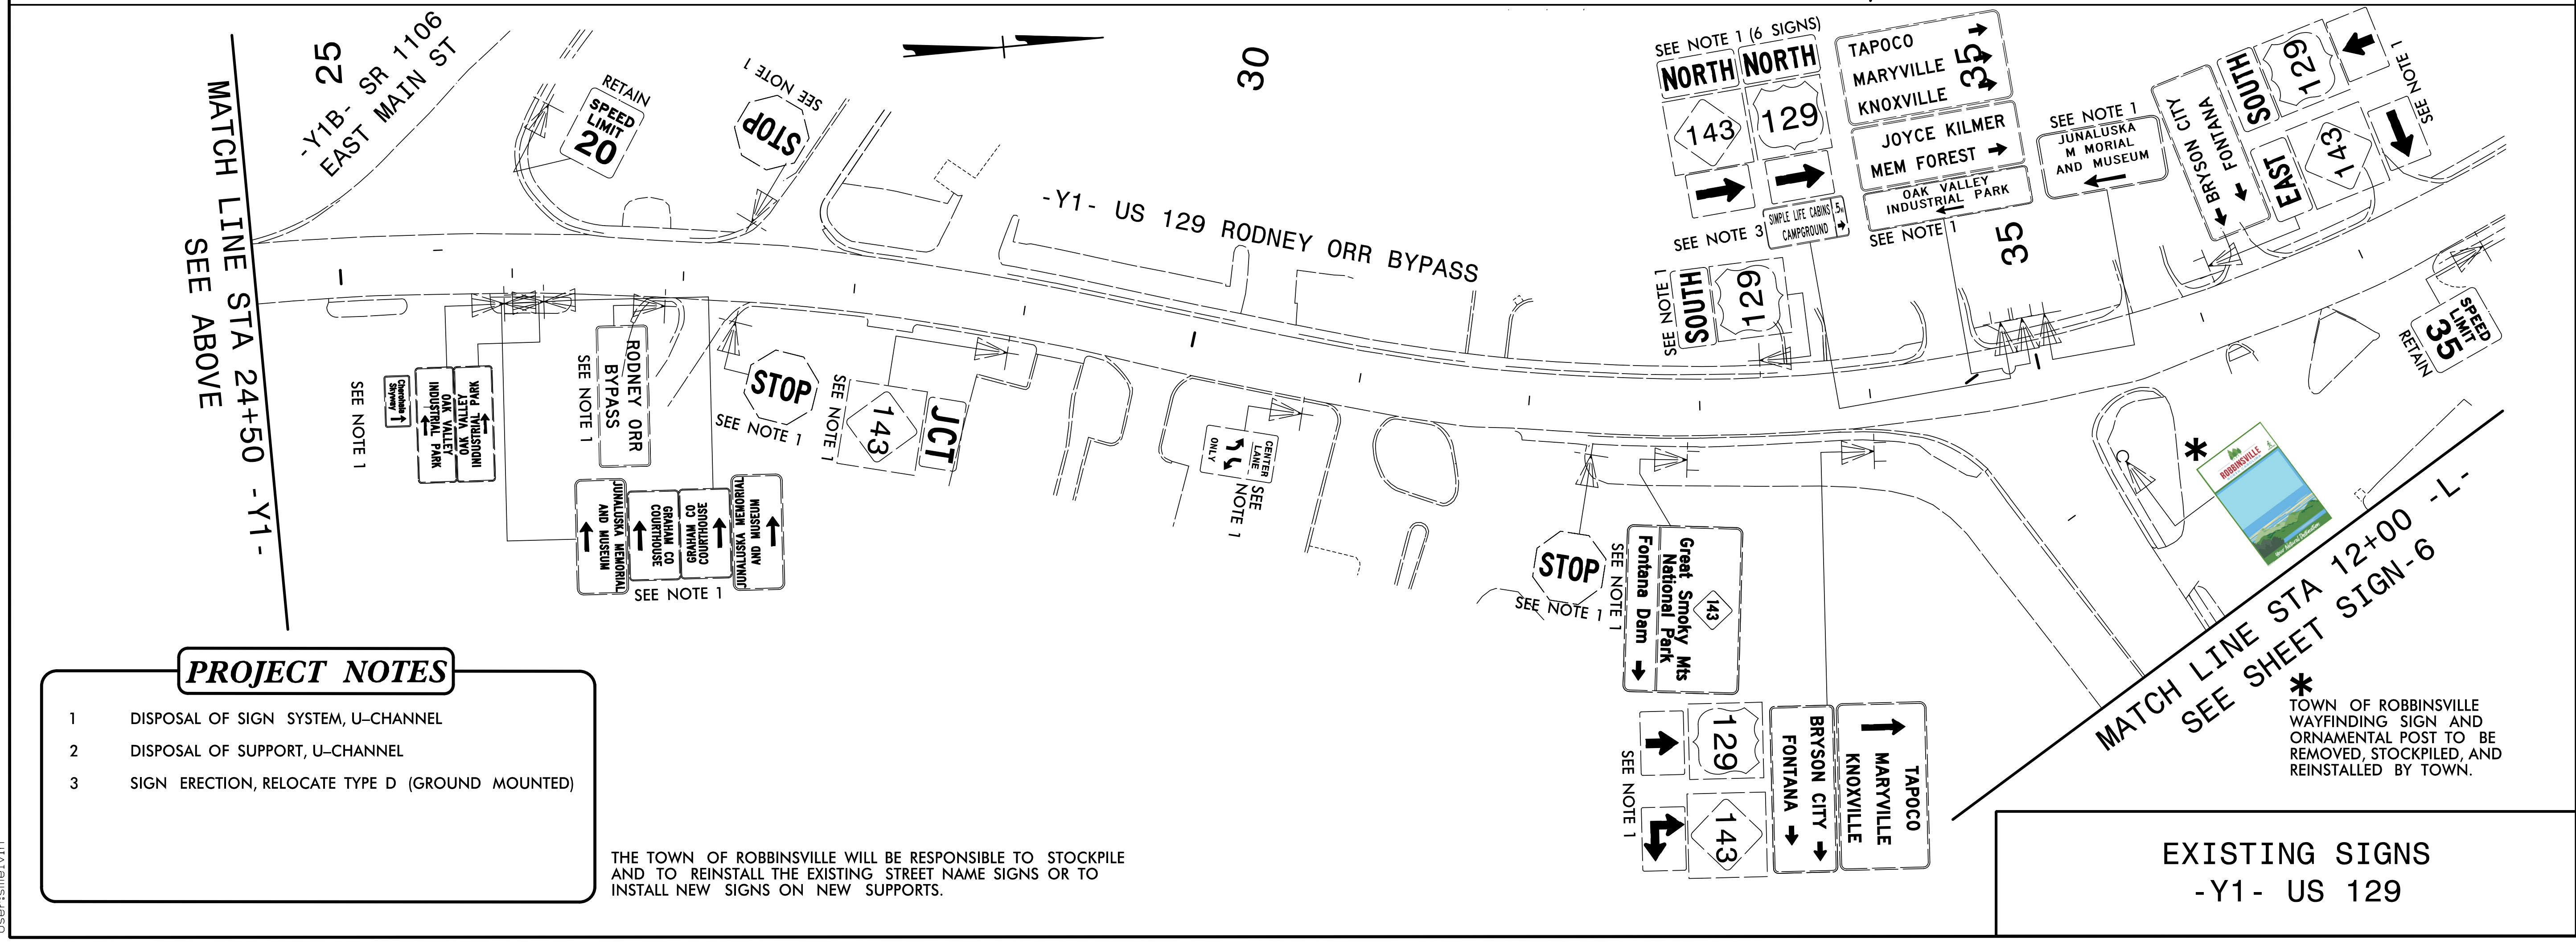 MATCH LINE STA 24+50 -Y1-
SEE ABOVE
25
-Y1B- SR 1106
EAST MAIN ST
RETAIN
SPEED
LIMIT
20
SEE NOTE 1
STOP
30
-Y1- US 129 RODNEY ORR BYPASS
SEE NOTE 1 (6 SIGNS)
NORTH
143
NORTH
129
SEE NOTE 3
SIMPLE LIFE CABINS
CAMPGROUND
TAPOCO
MARYVILLE
KNOXVILLE
35
JOYCE KILMER
MEM FOREST
OAK VALLEY
INDUSTRIAL PARK
SEE NOTE 1
SEE NOTE 1
SOUTH
129
SEE NOTE 1
JUNALUSKA
M MORIAL
AND MUSEUM
35
BRYSON CITY
FONTANA
SOUTH
129
SEE NOTE 1
EAST
143
SEE NOTE 1
SPEED
LIMIT
35
RETAIN
SEE NOTE 1
Cherohala
Skyway
OAK VALLEY
INDUSTRIAL PARK
OAK VALLEY
INDUSTRIAL PARK
RODNEY ORR
BYPASS
SEE NOTE 1
JUNALUSKA MEMORIAL
AND MUSEUM
GRAHAM CO
COURTHOUSE
GRAHAM CO
COURTHOUSE
JUNALUSKA MEMORIAL
AND MUSEUM
SEE NOTE 1
STOP
SEE NOTE 1
SEE NOTE 1
143
JCT
CENTER
LANE
ONLY
SEE
NOTE 1
STOP
SEE NOTE 1
SEE NOTE 1
143
Great Smoky Mts
National Park
Fontana Dam
SEE NOTE 1
129
143
BRYSON CITY
FONTANA
TAPOCO
MARYVILLE
KNOXVILLE
*
ROBBINSVILLE
MATCH LINE STA 12+00 -L-
SEE SHEET SIGN-6
*
TOWN OF ROBBINSVILLE
WAYFINDING SIGN AND
ORNAMENTAL POST TO BE
REMOVED, STOCKPILED, AND
REINSTALLED BY TOWN.
PROJECT NOTES
1 DISPOSAL OF SIGN SYSTEM, U–CHANNEL
2 DISPOSAL OF SUPPORT, U–CHANNEL
3 SIGN ERECTION, RELOCATE TYPE D (GROUND MOUNTED)
THE TOWN OF ROBBINSVILLE WILL BE RESPONSIBLE TO STOCKPILE
AND TO REINSTALL THE EXISTING STREET NAME SIGNS OR TO
INSTALL NEW SIGNS ON NEW SUPPORTS.
EXISTING SIGNS
-Y1- US 129